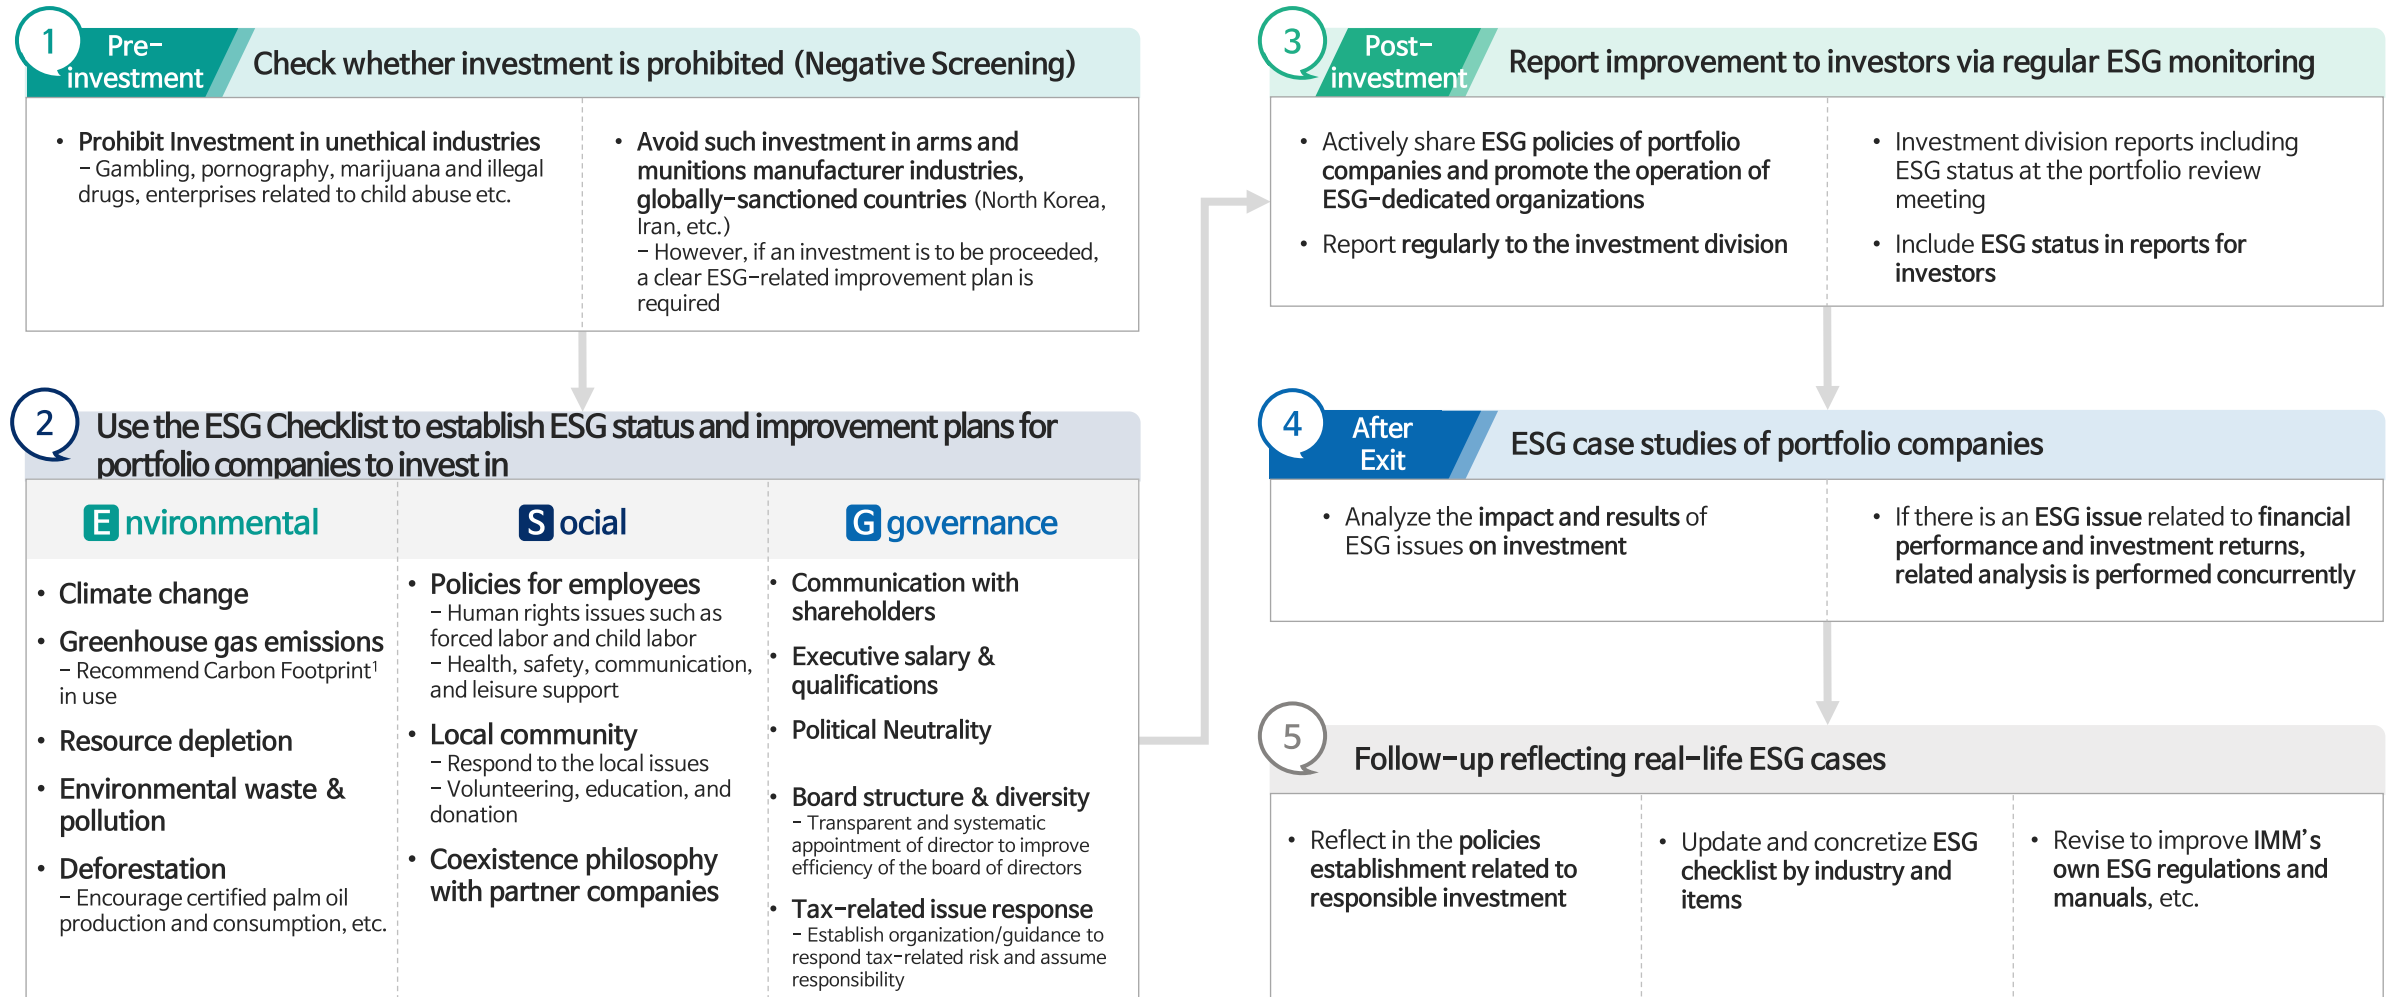 1
Pre-
investment
Check whether investment is prohibited (Negative Screening)
• Prohibit Investment in unethical industries
- Gambling, pornography, marijuana and illegal
drugs, enterprises related to child abuse etc.
• Avoid such investment in arms and
munitions manufacturer industries,
globally-sanctioned countries (North Korea,
Iran, etc.)
- However, if an investment is to be proceeded,
a clear ESG-related improvement plan is
required
2
Use the ESG Checklist to establish ESG status and improvement plans for
portfolio companies to invest in
E nvironmental
• Climate change
• Greenhouse gas emissions
- Recommend Carbon Footprint¹
in use
• Resource depletion
• Environmental waste &
pollution
• Deforestation
- Encourage certified palm oil
production and consumption, etc.
S ocial
• Policies for employees
- Human rights issues such as
forced labor and child labor
- Health, safety, communication,
and leisure support
• Local community
- Respond to the local issues
- Volunteering, education, and
donation
• Coexistence philosophy
with partner companies
G governance
• Communication with
shareholders
• Executive salary &
qualifications
• Political Neutrality
• Board structure & diversity
- Transparent and systematic
appointment of director to improve
efficiency of the board of directors
• Tax-related issue response
- Establish organization/guidance to
respond tax-related risk and assume
responsibility
3
Post-
investment
Report improvement to investors via regular ESG monitoring
• Actively share ESG policies of portfolio
companies and promote the operation of
ESG-dedicated organizations
• Report regularly to the investment division
• Investment division reports including
ESG status at the portfolio review
meeting
• Include ESG status in reports for
investors
4
After
Exit
ESG case studies of portfolio companies
• Analyze the impact and results of
ESG issues on investment
• If there is an ESG issue related to financial
performance and investment returns,
related analysis is performed concurrently
5
Follow-up reflecting real-life ESG cases
• Reflect in the policies
establishment related to
responsible investment
• Update and concretize ESG
checklist by industry and
items
• Revise to improve IMM's
own ESG regulations and
manuals, etc.